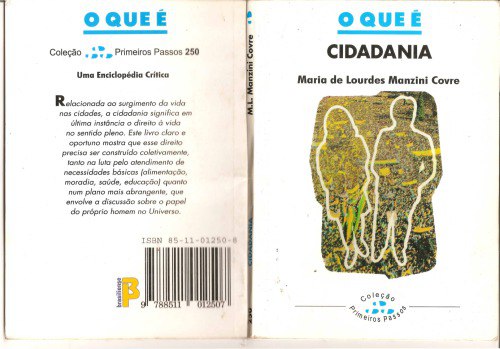 O QUE É
Coleção Primeiros Passos 250
Uma Enciclopédia Crítica
Relacionada ao surgimento da vida
nas cidades, a cidadania significa em
última instância o direito à vida
no sentido pleno. Este livro claro e
oportuno mostra que esse direito
precisa ser construído coletivamente,
tanto na luta pelo atendimento de
necessidades básicas (alimentação,
moradia, saúde, educação) quanto
num plano mais abrangente, que
envolve a discussão sobre o papel
do próprio homem no Universo.
ISBN 85-11-01250-8
9 788511 012507
brasiliense
M.L. Manzini Covre
CIDADANIA
250
O QUE É
CIDADANIA
Maria de Lourdes Manzini Covre
Coleção
Primeiros Passos